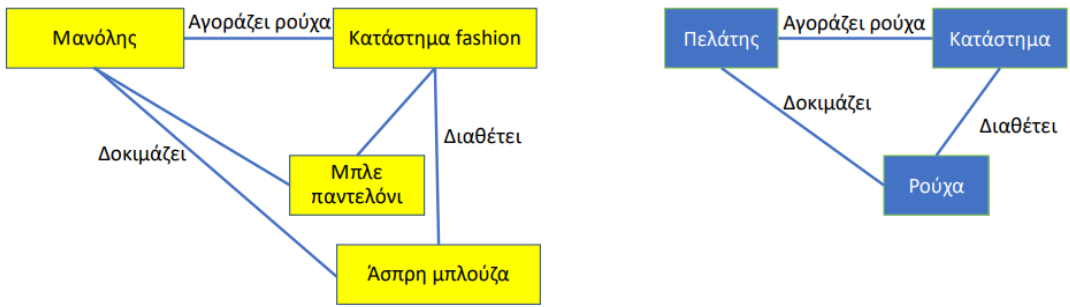 Μανόλης
Αγοράζει ρούχα
Κατάστημα fashion
Δοκιμάζει
Διαθέτει
Μπλε
παντελόνι
Άσπρη μπλούζα
Πελάτης
Αγοράζει ρούχα
Κατάστημα
Δοκιμάζει
Διαθέτει
Ρούχα